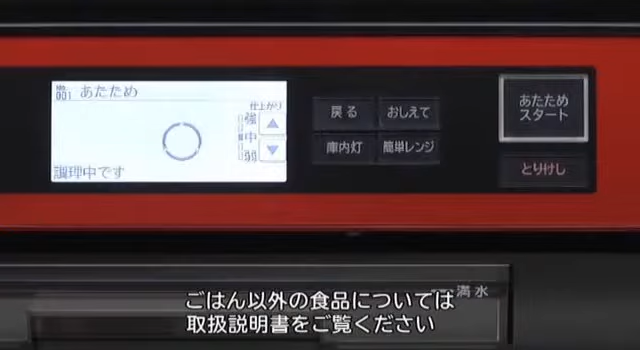 No.
001 あたため
仕上がり
強
中
弱
調理中です
戻る
おしえて
庫内灯
簡単レンジ
あたため
スタート
とりけし
満水
ごはん以外の食品については
取扱説明書をご覧ください